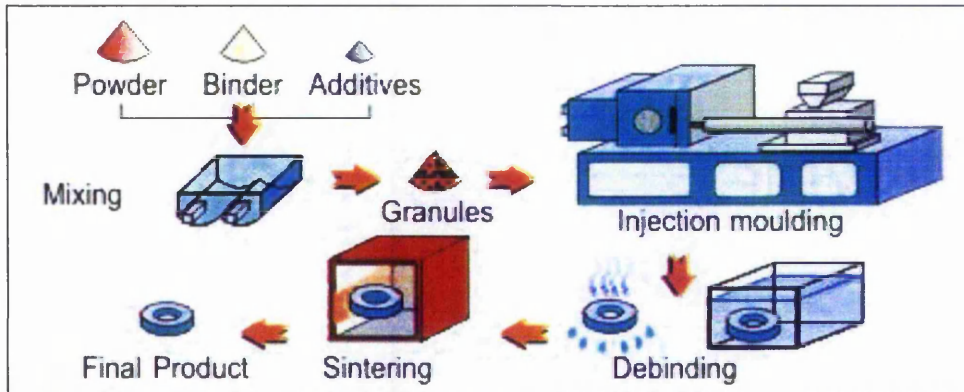 Powder Binder Additives
Mixing
Granules
Injection moulding
Final Product Sintering Debinding